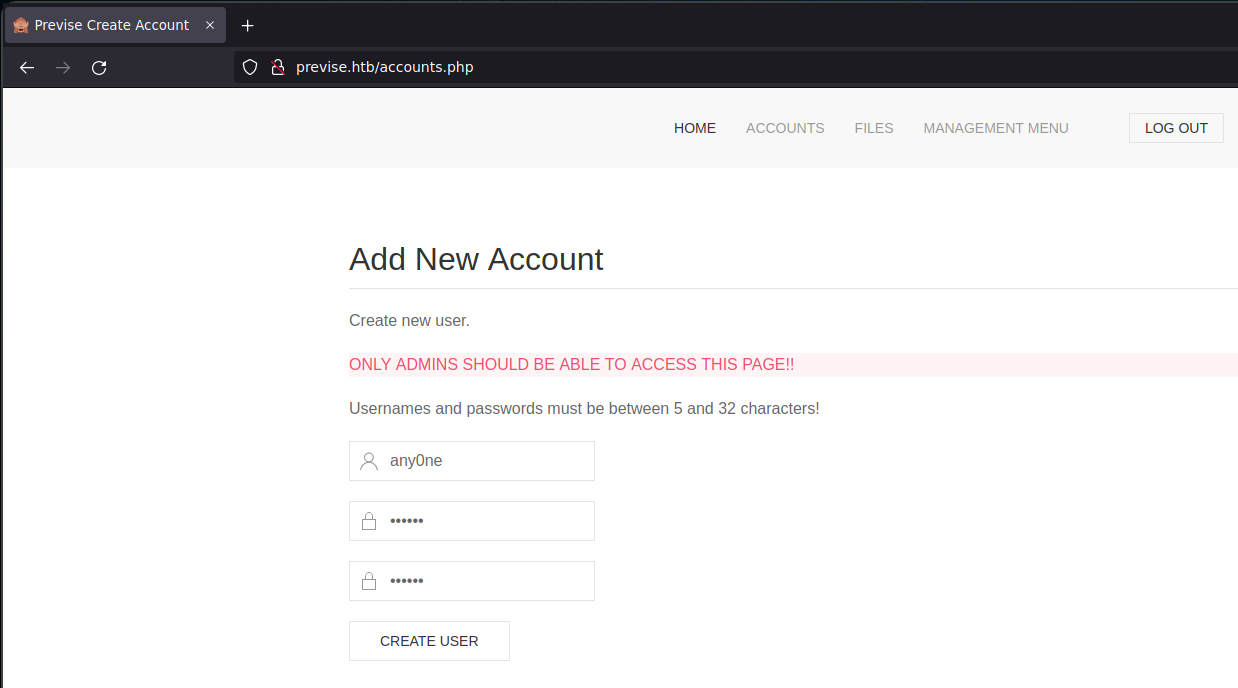 Previse Create Account
previse.htb/accounts.php
HOME ACCOUNTS FILES MANAGEMENT MENU LOG OUT
Add New Account
Create new user.
ONLY ADMINS SHOULD BE ABLE TO ACCESS THIS PAGE!!
Usernames and passwords must be between 5 and 32 characters!
any0ne
••••••
••••••
CREATE USER